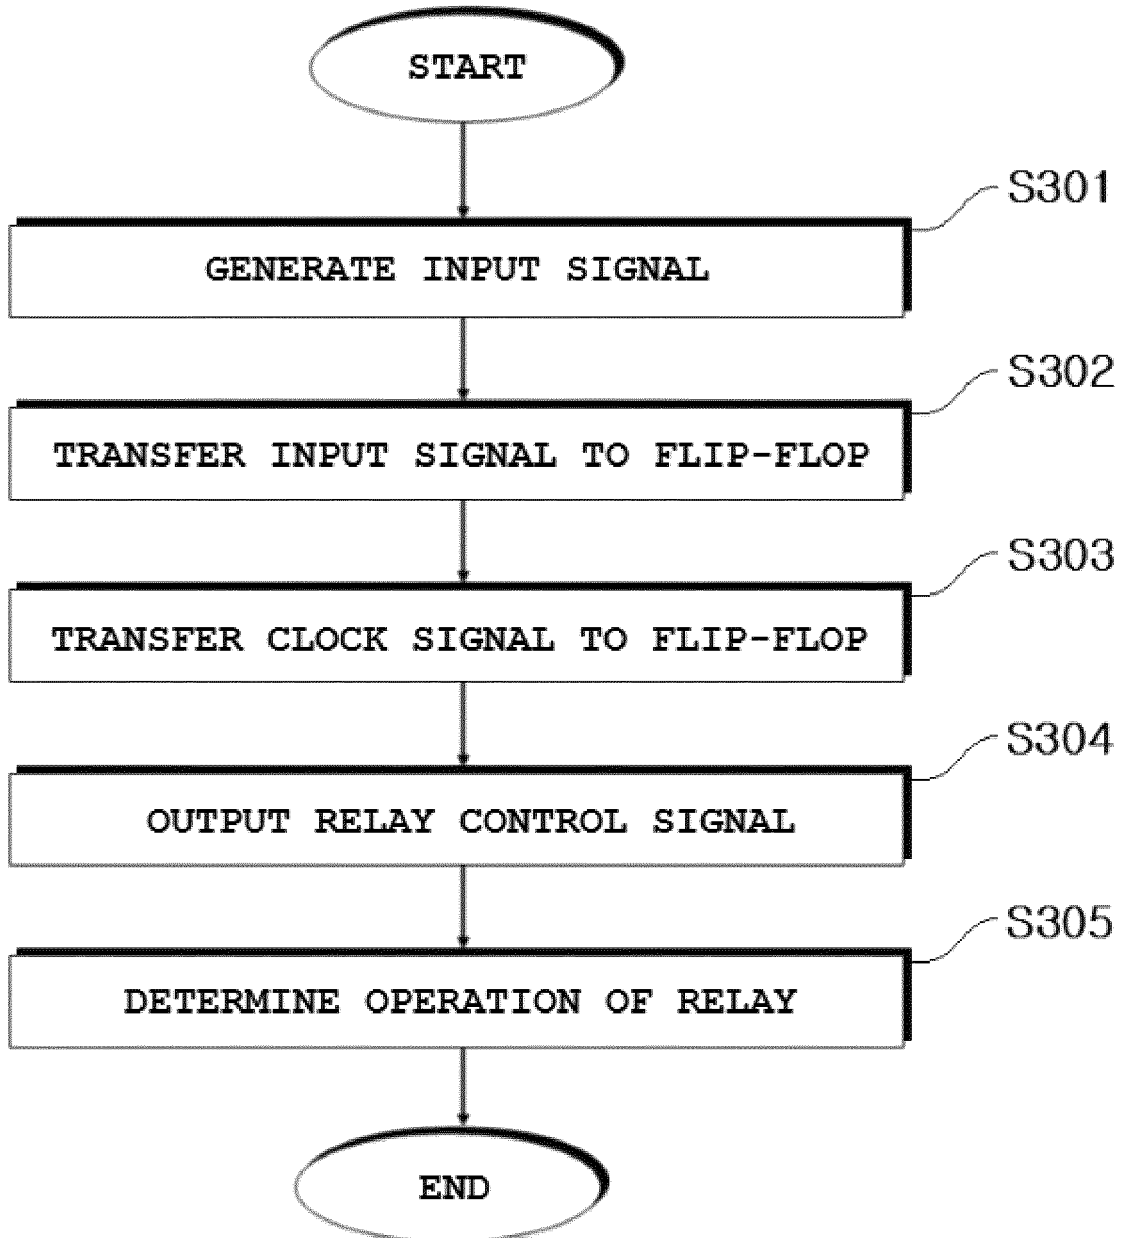 START
S301
GENERATE INPUT SIGNAL
S302
TRANSFER INPUT SIGNAL TO FLIP-FLOP
S303
TRANSFER CLOCK SIGNAL TO FLIP-FLOP
S304
OUTPUT RELAY CONTROL SIGNAL
S305
DETERMINE OPERATION OF RELAY
END